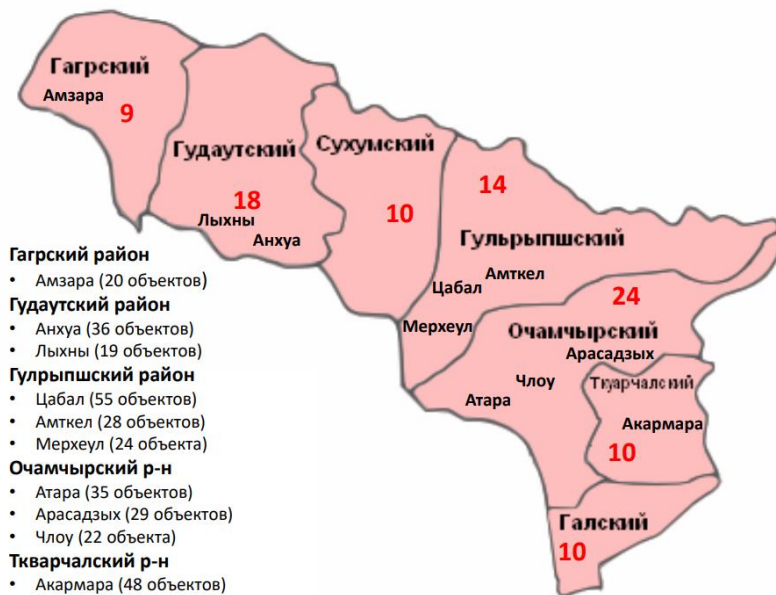 Гагрский
Амзара
9
Гудаутский
18
Лыхны
Анхуа
Сухумский
10
14
Гульрыпшский
Амткел
Цабал
Мерхеул
24
Очамчырский
Арасадзых
Члоу
Атара
Ткуарчалский
Акармара
10
Галский
10
Гагрский район
• Амзара (20 объектов)
Гудаутский район
• Анхуа (36 объектов)
• Лыхны (19 объектов)
Гулрыпшский район
• Цабал (55 объектов)
• Амткел (28 объектов)
• Мерхеул (24 объекта)
Очамчырский р-н
• Атара (35 объектов)
• Арасадзых (29 объектов)
• Члоу (22 объекта)
Ткварчалский р-н
• Акармара (48 объектов)